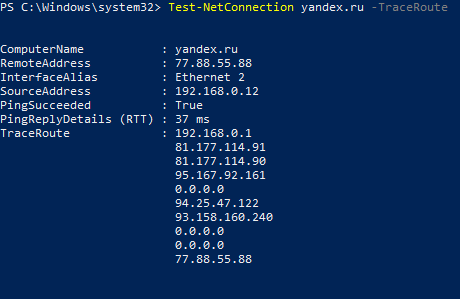 PS C:\Windows\system32> Test-NetConnection yandex.ru -TraceRoute
ComputerName : yandex.ru
RemoteAddress : 77.88.55.88
InterfaceAlias : Ethernet 2
SourceAddress : 192.168.0.12
PingSucceeded : True
PingReplyDetails (RTT) : 37 ms
TraceRoute : 192.168.0.1
81.177.114.91
81.177.114.90
95.167.92.161
0.0.0.0
94.25.47.122
93.158.160.240
0.0.0.0
0.0.0.0
77.88.55.88